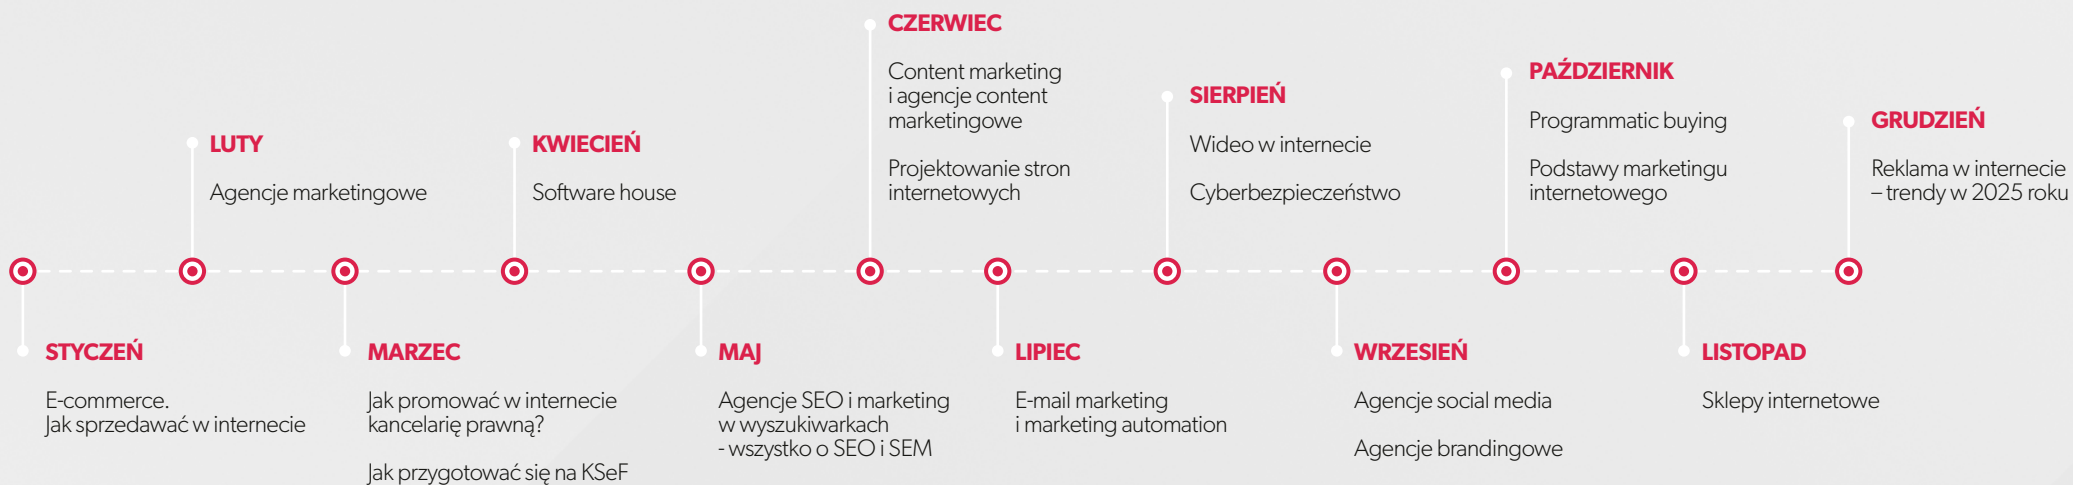 STYCZEŃ
E-commerce.
Jak sprzedawać w internecie
LUTY
Agencje marketingowe
MARZEC
Jak promować w internecie
kancelarię prawną?
Jak przygotować się na KSeF
KWIECIEŃ
Software house
MAJ
Agencje SEO i marketing
w wyszukiwarkach
- wszystko o SEO i SEM
CZERWIEC
Content marketing
i agencje content
marketingowe
Projektowanie stron
internetowych
LIPIEC
E-mail marketing
i marketing automation
SIERPIEŃ
Wideo w internecie
Cyberbezpieczeństwo
WRZESIEŃ
Agencje social media
Agencje brandingowe
PAŹDZIERNIK
Programmatic buying
Podstawy marketingu
internetowego
LISTOPAD
Sklepy internetowe
GRUDZIEŃ
Reklama w internecie
– trendy w 2025 roku